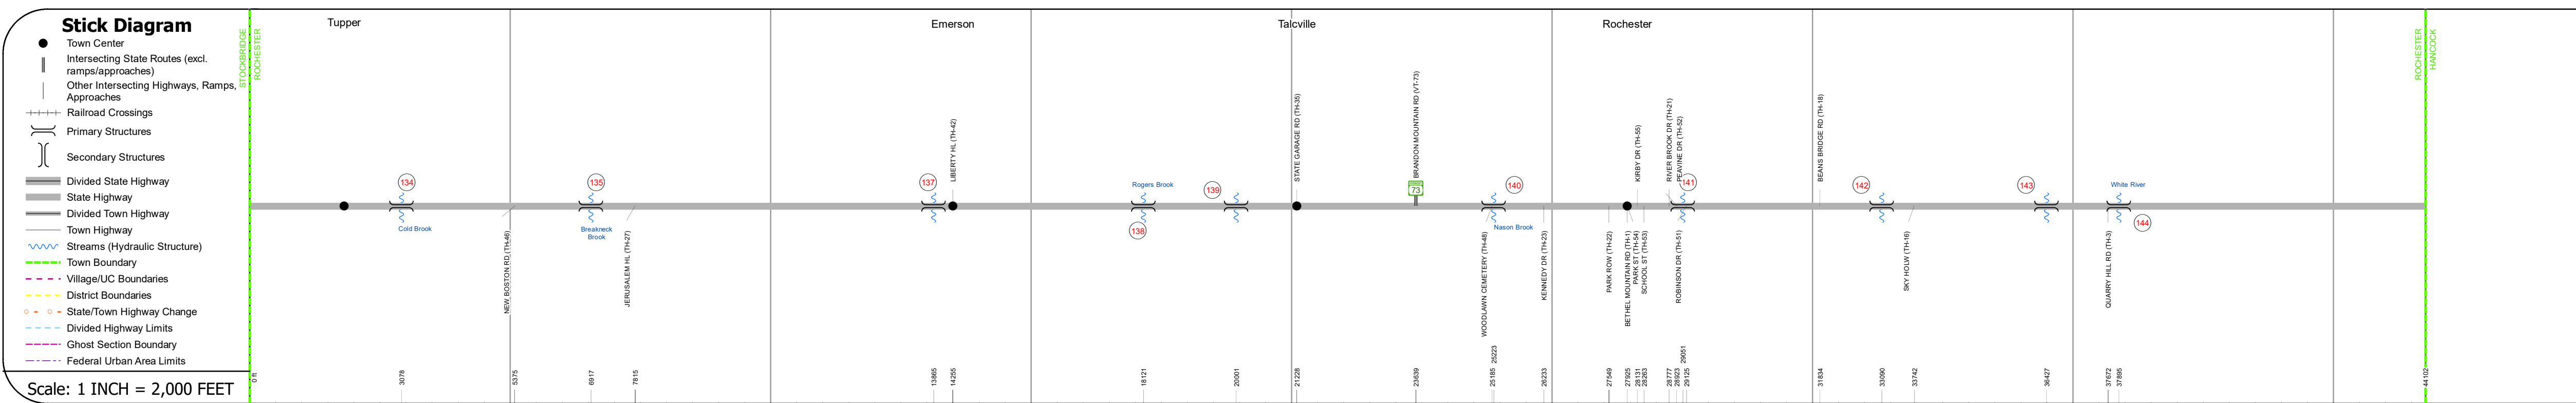 Stick Diagram
Town Center
Intersecting State Routes (excl.
ramps/approaches)
Other Intersecting Highways, Ramps,
Approaches
Railroad Crossings
Primary Structures
Secondary Structures
Divided State Highway
State Highway
Divided Town Highway
Town Highway
Streams (Hydraulic Structure)
Town Boundary
Village/UC Boundaries
District Boundaries
State/Town Highway Change
Divided Highway Limits
Ghost Section Boundary
Federal Urban Area Limits
Scale: 1 INCH = 2,000 FEET
STOCKBRIDGE
ROCHESTER
Tupper
Emerson
Talcville
Rochester
ROCHESTER
HANCOCK
LIBERTY HL (TH-42)
STATE GARAGE RD (TH-35)
BRANDON MOUNTAIN RD (VT-73)
KIRBY DR (TH-55)
RIVER BROOK DR (TH-21)
PEAVINE DR (TH-52)
BEANS BRIDGE RD (TH-18)
134
135
137
Rogers Brook
139
73
140
141
142
143
White River
Cold Brook
Breakneck
Brook
138
Nason Brook
144
NEW BOSTON RD (TH-46)
JERUSALEM HL (TH-27)
WOODLAWN CEMETERY (TH-48)
KENNEDY DR (TH-23)
PARK ROW (TH-22)
BETHEL MOUNTAIN RD (TH-1)
PARK ST (TH-54)
SCHOOL ST (TH-53)
ROBINSON DR (TH-51)
SKY HOLW (TH-16)
QUARRY HILL RD (TH-3)
0 ft
3078
5375
6917
7815
13865
14255
18121
20001
21228
23639
25185
25223
26233
27549
27925
28131
28263
28777
28923
29051
29125
31834
33090
33742
36427
37672
37895
44102